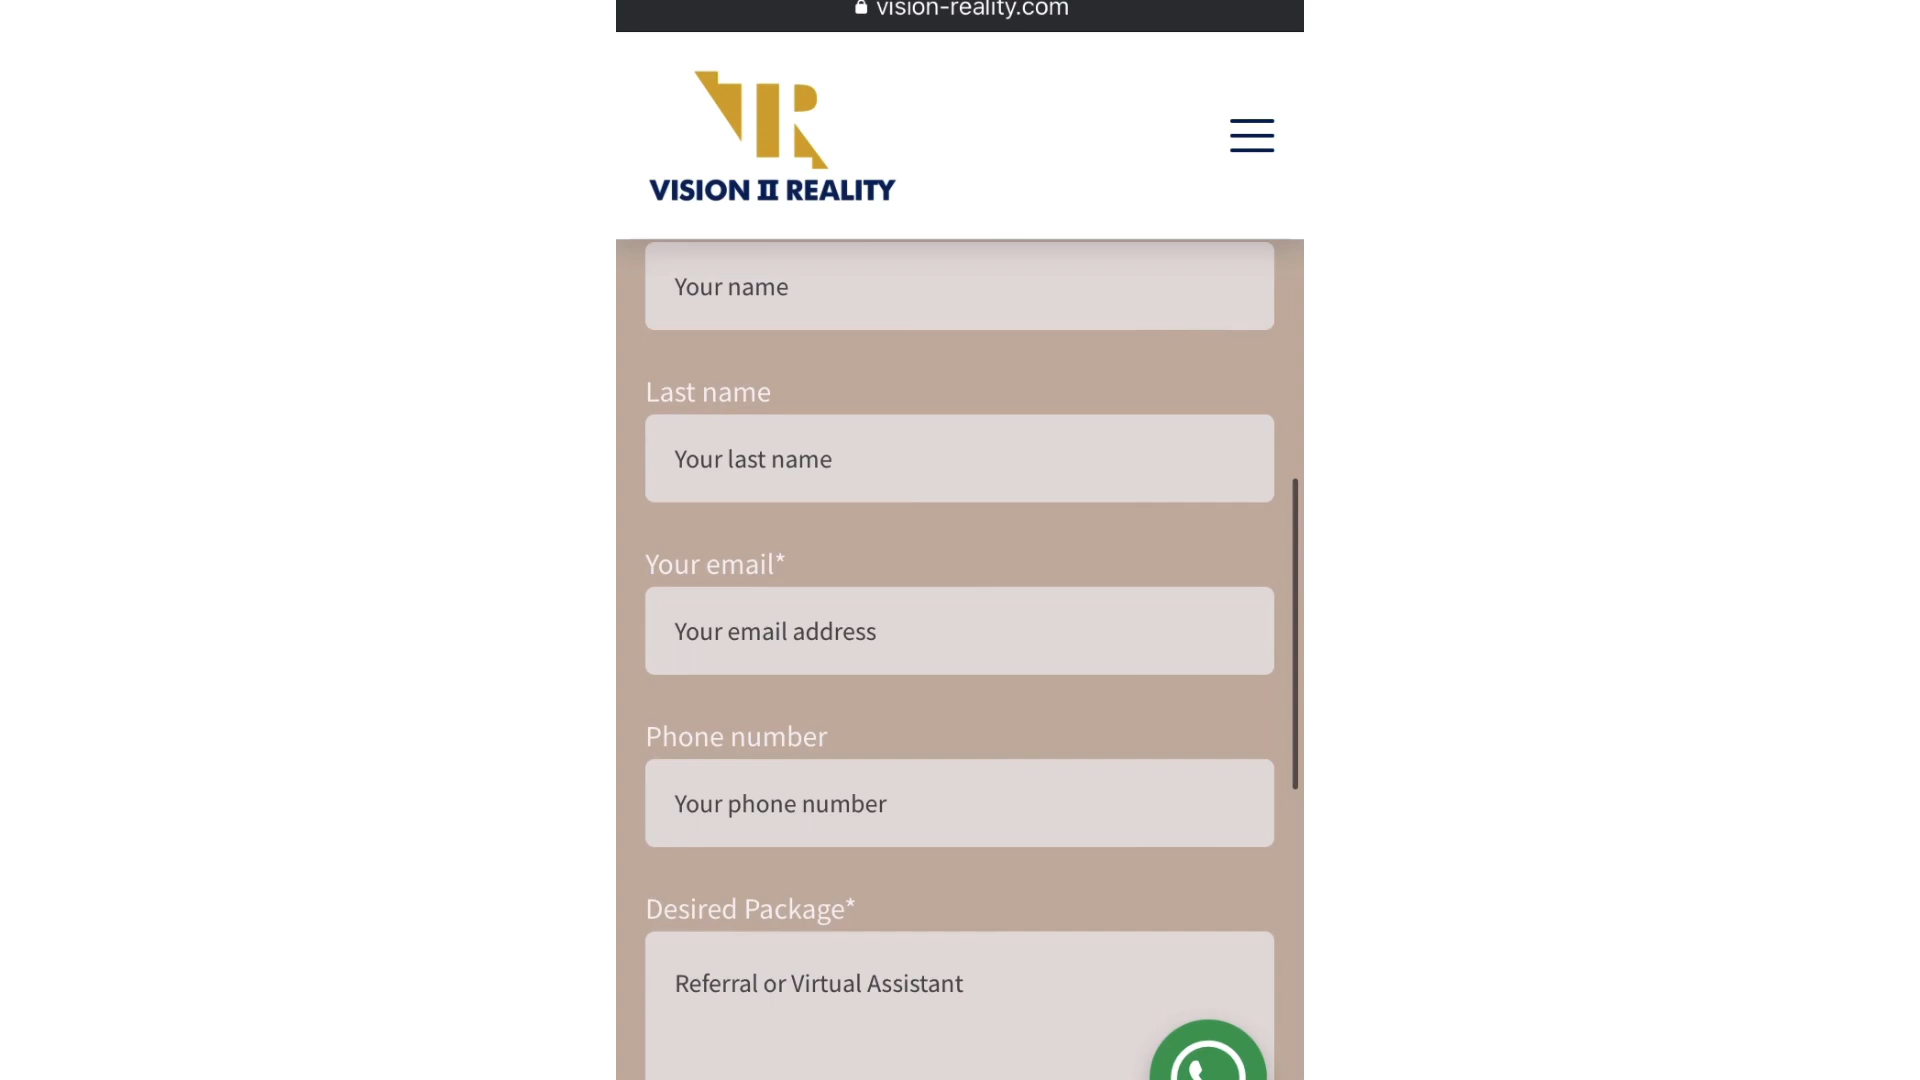 vision-reality.com
VISION II REALITY
Your name
Last name
Your last name
Your email*
Your email address
Phone number
Your phone number
Desired Package*
Referral or Virtual Assistant